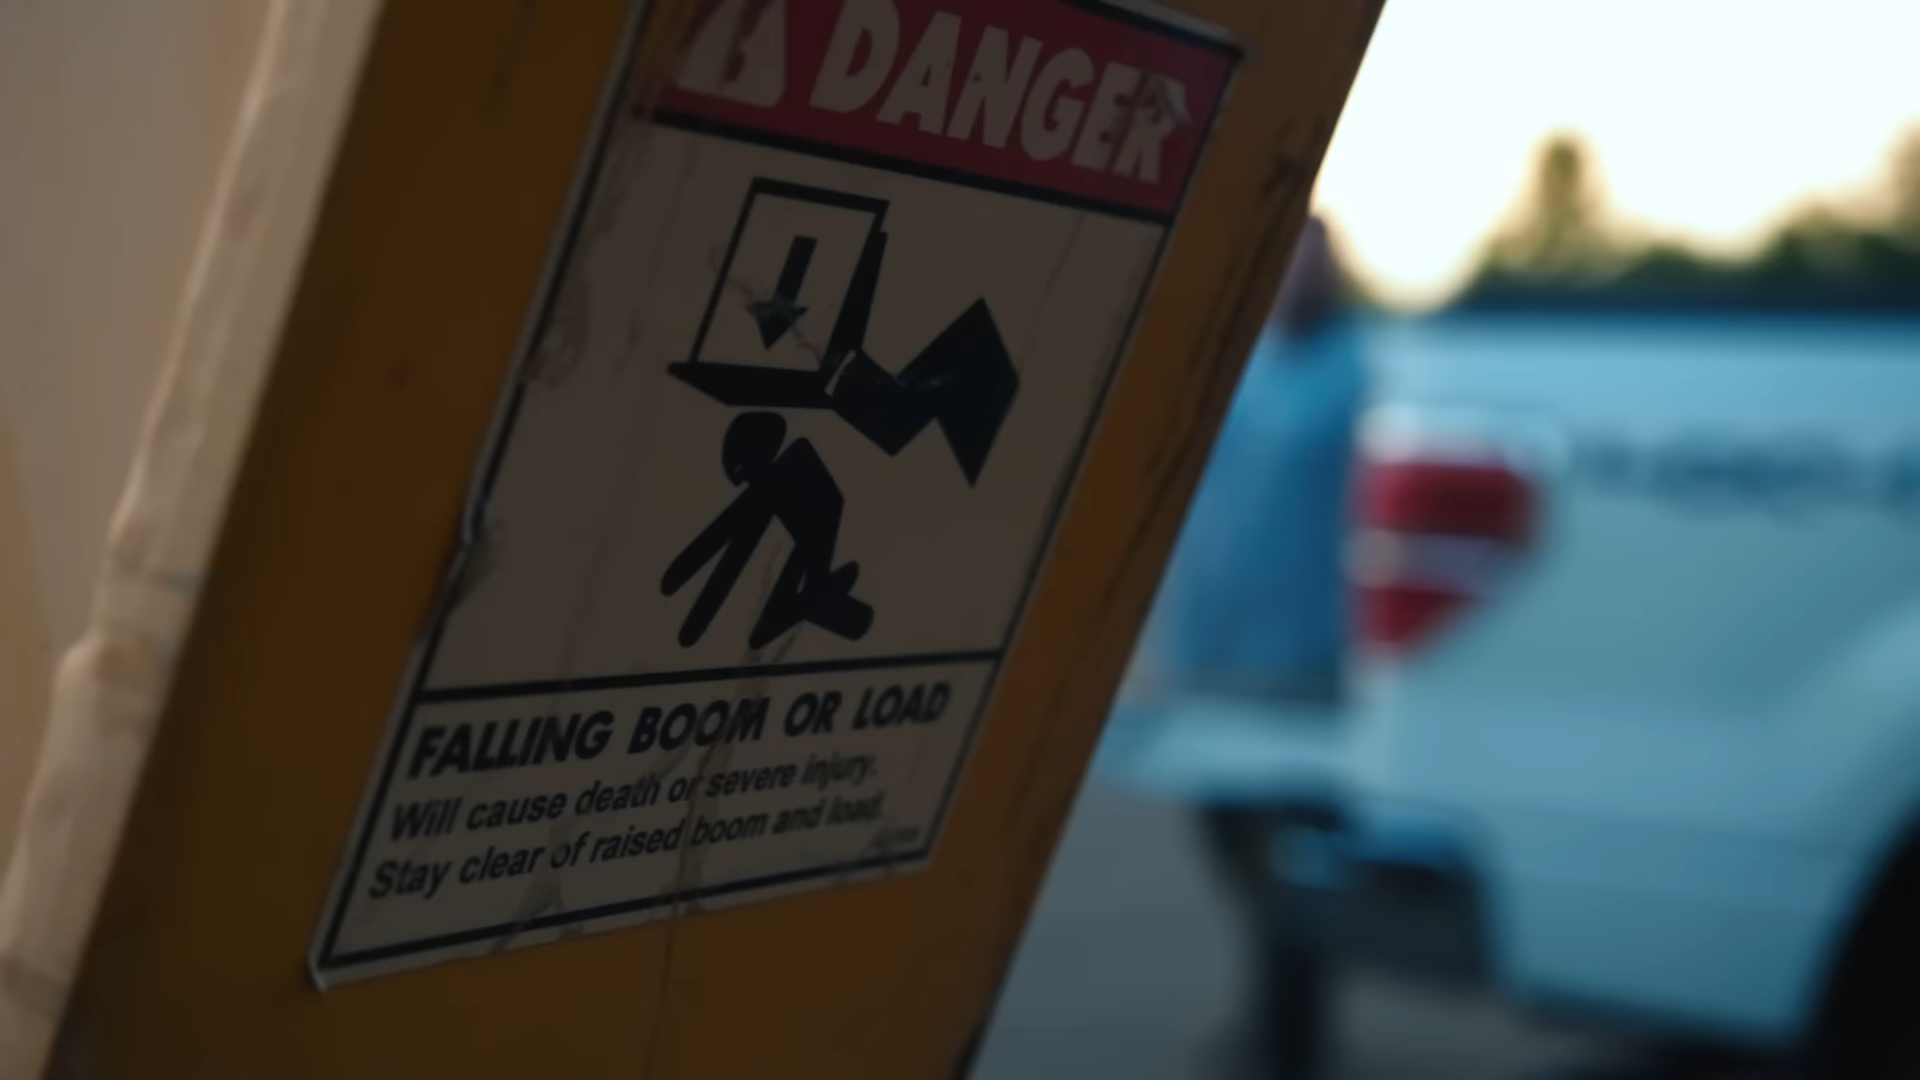 DANGER
FALLING BOOM OR LOAD
Will cause death or severe injury.
Stay clear of raised boom and load.